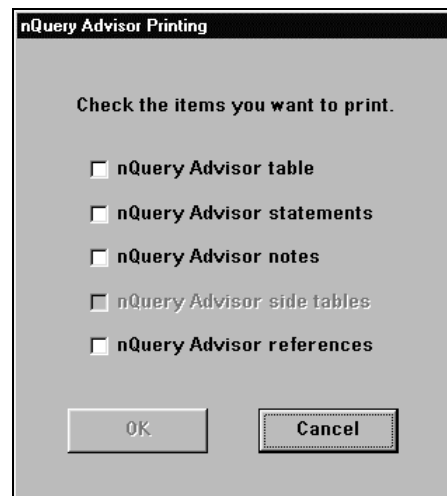 nQuery Advisor Printing
Check the items you want to print.
nQuery Advisor table
nQuery Advisor statements
nQuery Advisor notes
nQuery Advisor side tables
nQuery Advisor references
OK
Cancel